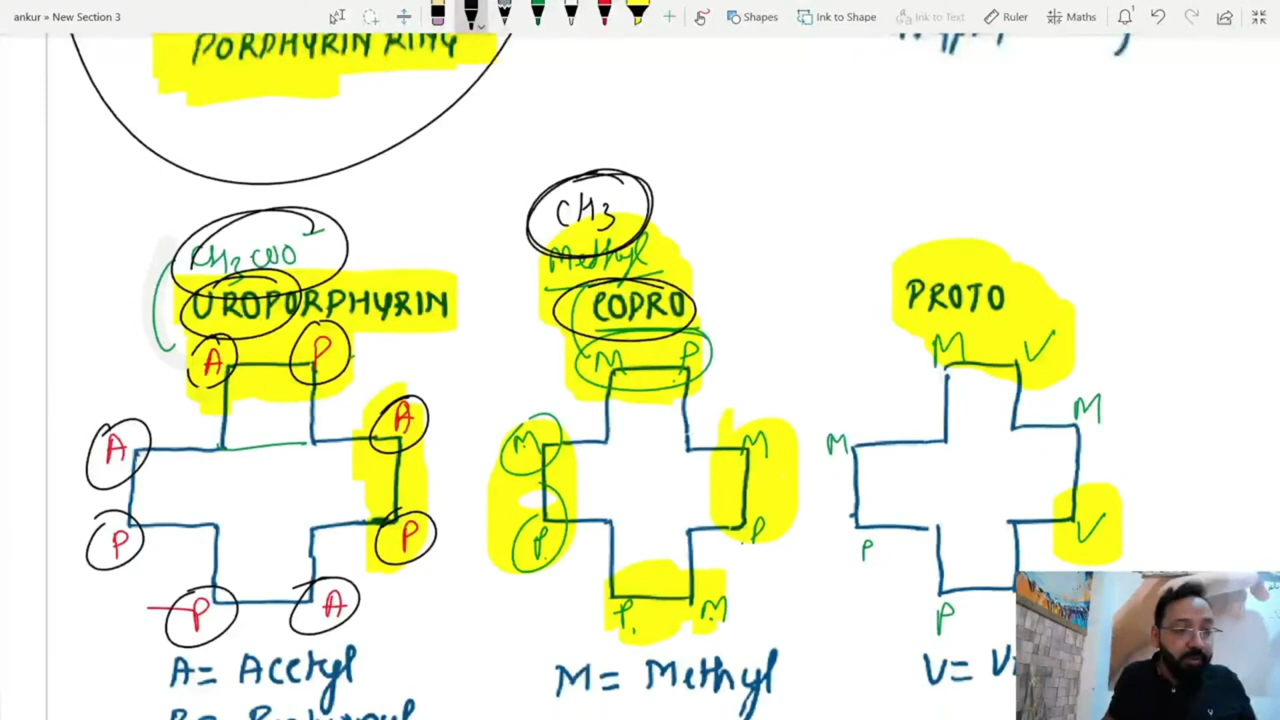 ankur » New Section 3
Shapes
Ink to Shape
Ink to Text
Ruler
Maths
PORPHYRIN RING
CH3
CH2COO
Methyl
UROPORPHYRIN
COPRO
PROTO
A P
M P
M V
A
A
M
M
M
M
P
P
P
P
P
V
P A
P M
P
A= Acetyl
M= Methyl
V= V